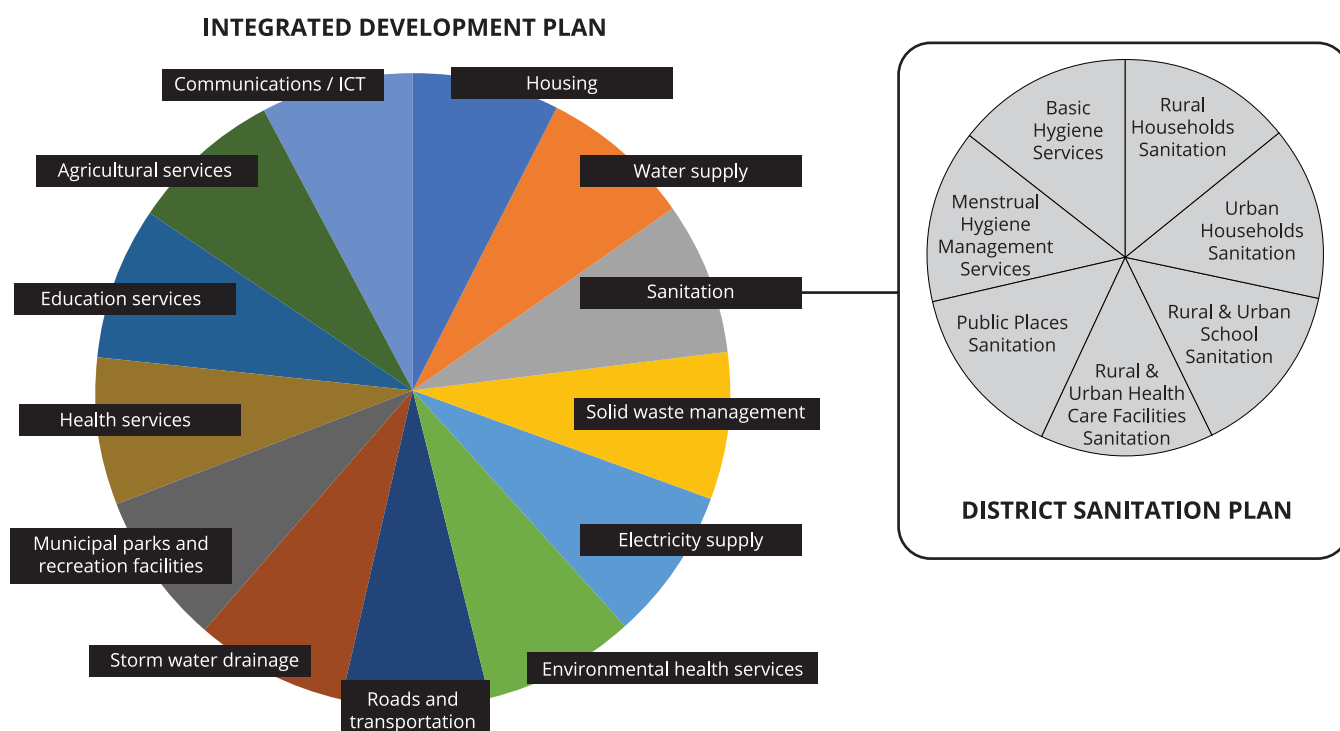 INTEGRATED DEVELOPMENT PLAN
Communications / ICT
Housing
Agricultural services
Water supply
Education services
Sanitation
Health services
Solid waste management
Municipal parks and
recreation facilities
Electricity supply
Storm water drainage
Environmental health services
Roads and
transportation
Basic
Hygiene
Services
Rural
Households
Sanitation
Menstrual
Hygiene
Management
Services
Urban
Households
Sanitation
Public Places
Sanitation
Rural & Urban
School
Sanitation
Rural &
Urban Health
Care Facilities
Sanitation
DISTRICT SANITATION PLAN